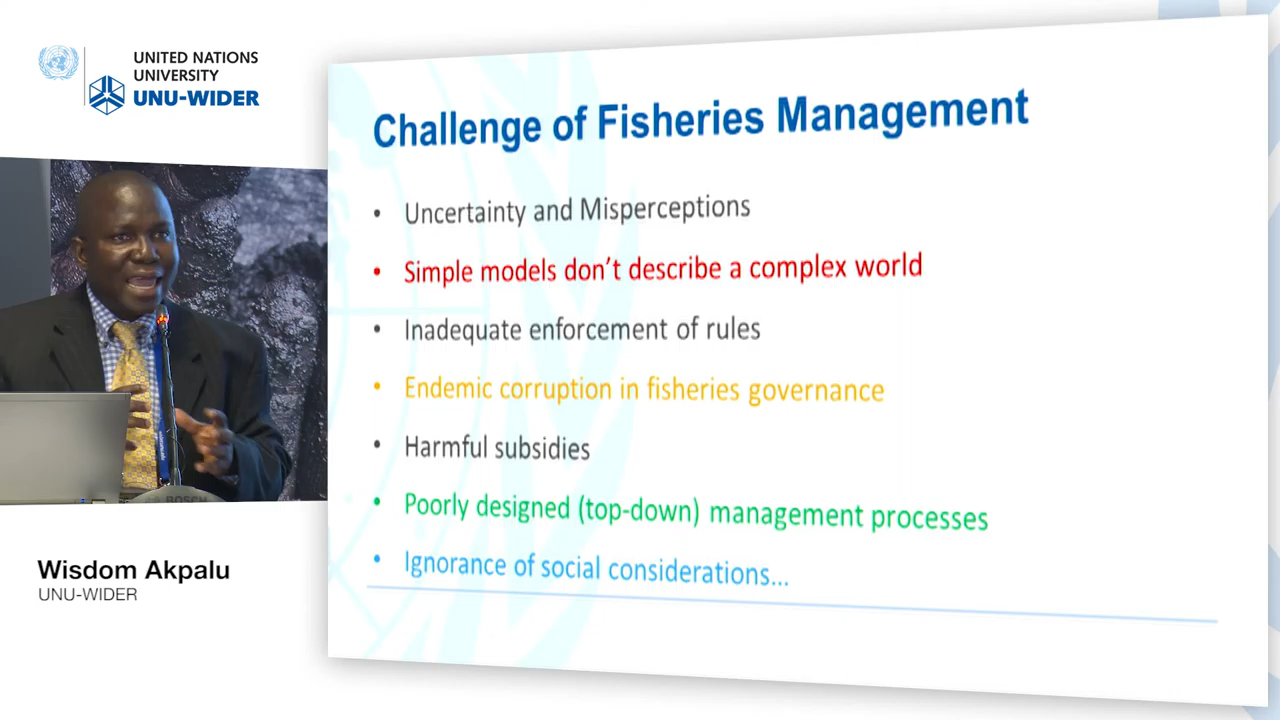 UNITED NATIONS
UNIVERSITY
UNU-WIDER
Challenge of Fisheries Management
• Uncertainty and Misperceptions
• Simple models don’t describe a complex world
• Inadequate enforcement of rules
• Endemic corruption in fisheries governance
• Harmful subsidies
• Poorly designed (top-down) management processes
• Ignorance of social considerations...
BOSCH
Wisdom Akpalu
UNU-WIDER